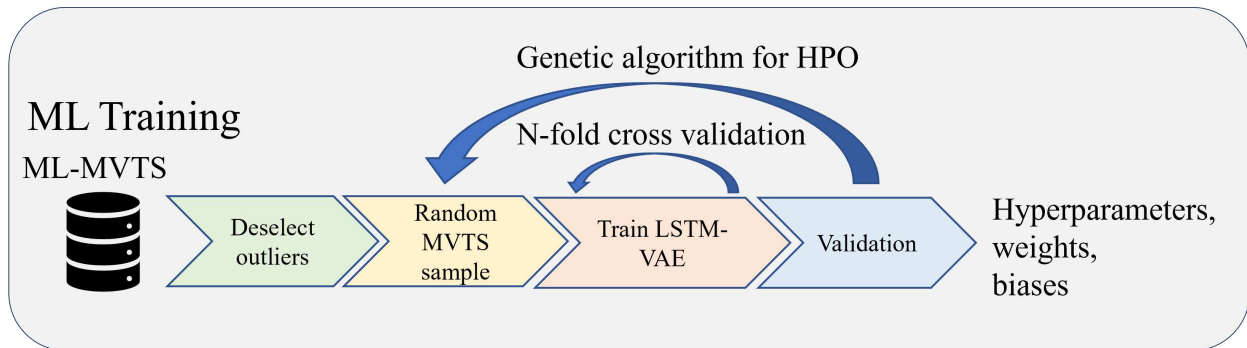 Genetic algorithm for HPO
ML Training
N-fold cross validation
ML-MVTS
Deselect
outliers
Random
MVTS
sample
Train LSTM-
VAE
Validation
Hyperparameters,
weights,
biases